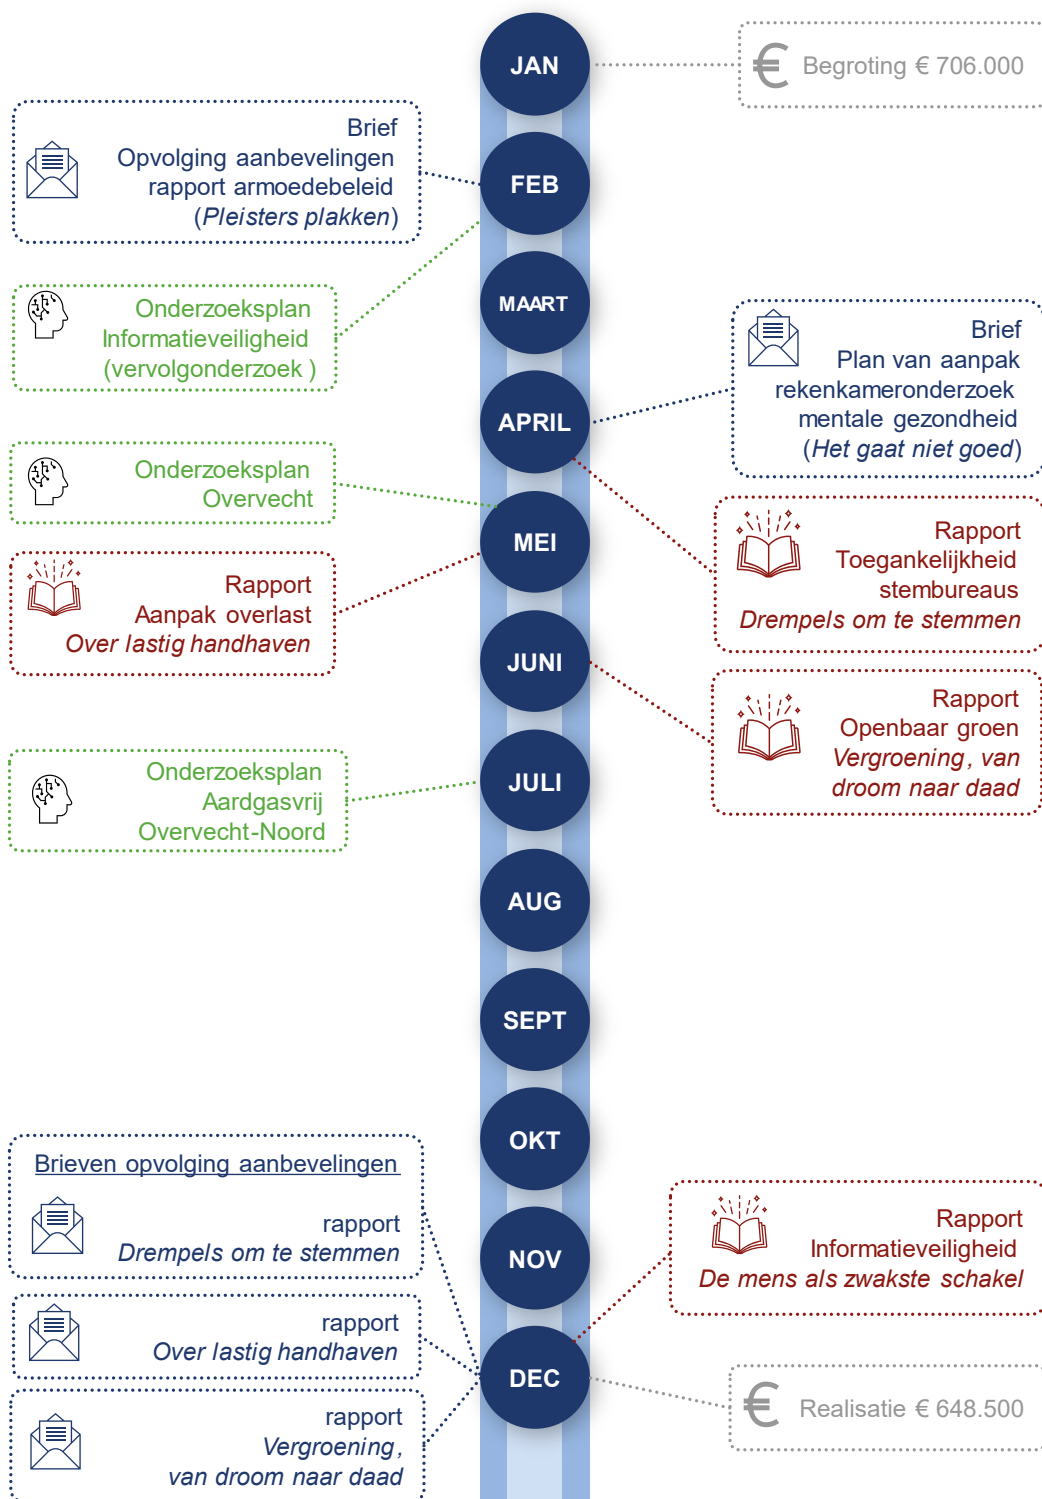 JAN
Begroting € 706.000
Brief
Opvolging aanbevelingen
rapport armoedebeleid
(Pleisters plakken)
FEB
Onderzoeksplan
Informatieveiligheid
(vervolgonderzoek )
MAART
Brief
Plan van aanpak
rekenkameronderzoek
mentale gezondheid
(Het gaat niet goed)
APRIL
Onderzoeksplan
Overvecht
Rapport
Toegankelijkheid
stembureaus
Drempels om te stemmen
MEI
Rapport
Aanpak overlast
Over lastig handhaven
JUNI
Rapport
Openbaar groen
Vergroening, van
droom naar daad
Onderzoeksplan
Aardgasvrij
Overvecht-Noord
JULI
AUG
SEPT
OKT
Brieven opvolging aanbevelingen
rapport
Drempels om te stemmen
Rapport
Informatieveiligheid
De mens als zwakste schakel
NOV
rapport
Over lastig handhaven
DEC
Realisatie € 648.500
rapport
Vergroening,
van droom naar daad